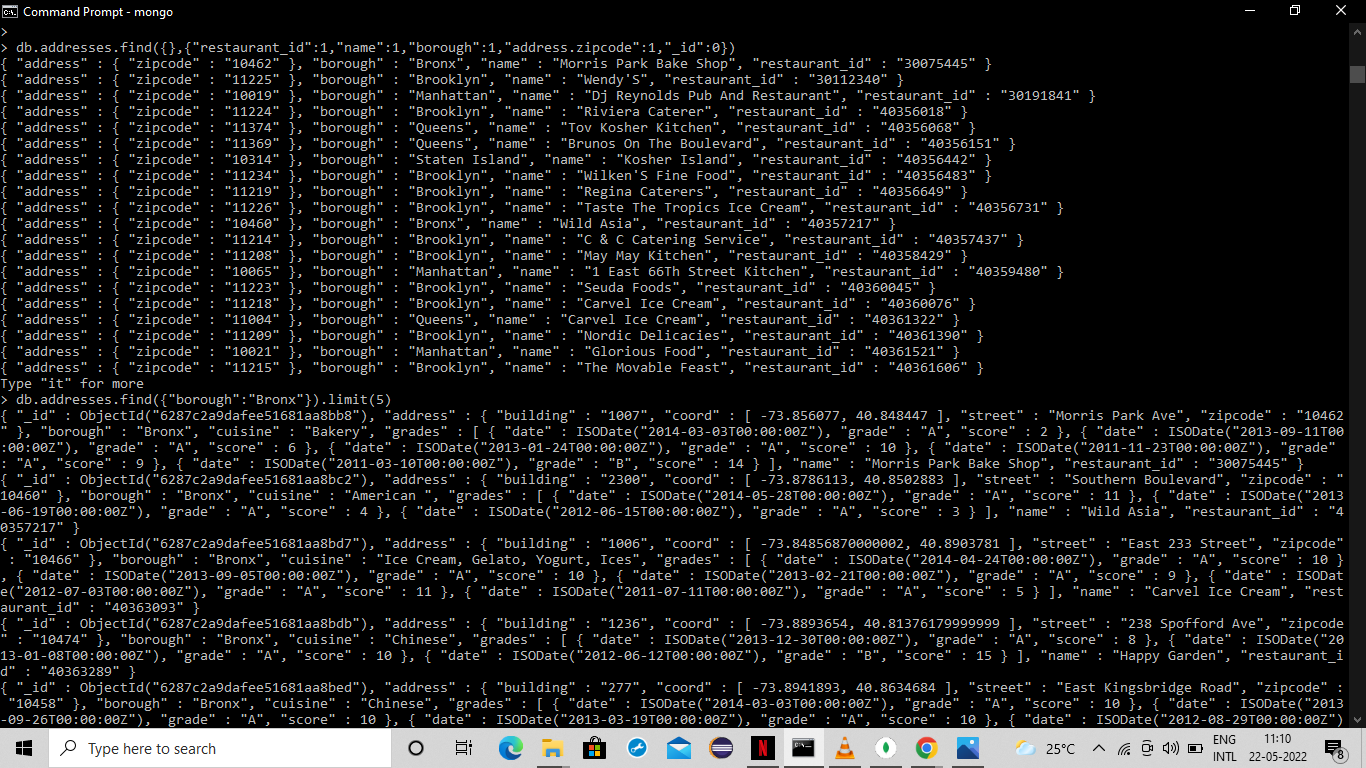 Command Prompt - mongo
>
> db.addresses.find({},{"restaurant_id":1,"name":1,"borough":1,"address.zipcode":1,"_id":0})
{ "address" : { "zipcode" : "10462" }, "borough" : "Bronx", "name" : "Morris Park Bake Shop", "restaurant_id" : "30075445" }
{ "address" : { "zipcode" : "11225" }, "borough" : "Brooklyn", "name" : "Wendy'S", "restaurant_id" : "30112340" }
{ "address" : { "zipcode" : "10019" }, "borough" : "Manhattan", "name" : "Dj Reynolds Pub And Restaurant", "restaurant_id" : "30191841" }
{ "address" : { "zipcode" : "11224" }, "borough" : "Brooklyn", "name" : "Riviera Caterer", "restaurant_id" : "40356018" }
{ "address" : { "zipcode" : "11374" }, "borough" : "Queens", "name" : "Tov Kosher Kitchen", "restaurant_id" : "40356068" }
{ "address" : { "zipcode" : "11369" }, "borough" : "Queens", "name" : "Brunos On The Boulevard", "restaurant_id" : "40356151" }
{ "address" : { "zipcode" : "10314" }, "borough" : "Staten Island", "name" : "Kosher Island", "restaurant_id" : "40356442" }
{ "address" : { "zipcode" : "11234" }, "borough" : "Brooklyn", "name" : "Wilken'S Fine Food", "restaurant_id" : "40356483" }
{ "address" : { "zipcode" : "11219" }, "borough" : "Brooklyn", "name" : "Regina Caterers", "restaurant_id" : "40356649" }
{ "address" : { "zipcode" : "11226" }, "borough" : "Brooklyn", "name" : "Taste The Tropics Ice Cream", "restaurant_id" : "40356731" }
{ "address" : { "zipcode" : "10460" }, "borough" : "Bronx", "name" : "Wild Asia", "restaurant_id" : "40357217" }
{ "address" : { "zipcode" : "11214" }, "borough" : "Brooklyn", "name" : "C & C Catering Service", "restaurant_id" : "40357437" }
{ "address" : { "zipcode" : "11208" }, "borough" : "Brooklyn", "name" : "May May Kitchen", "restaurant_id" : "40358429" }
{ "address" : { "zipcode" : "10065" }, "borough" : "Manhattan", "name" : "1 East 66Th Street Kitchen", "restaurant_id" : "40359480" }
{ "address" : { "zipcode" : "11223" }, "borough" : "Brooklyn", "name" : "Seuda Foods", "restaurant_id" : "40360045" }
{ "address" : { "zipcode" : "11218" }, "borough" : "Brooklyn", "name" : "Carvel Ice Cream", "restaurant_id" : "40360076" }
{ "address" : { "zipcode" : "11004" }, "borough" : "Queens", "name" : "Carvel Ice Cream", "restaurant_id" : "40361322" }
{ "address" : { "zipcode" : "11209" }, "borough" : "Brooklyn", "name" : "Nordic Delicacies", "restaurant_id" : "40361390" }
{ "address" : { "zipcode" : "10021" }, "borough" : "Manhattan", "name" : "Glorious Food", "restaurant_id" : "40361521" }
{ "address" : { "zipcode" : "11215" }, "borough" : "Brooklyn", "name" : "The Movable Feast", "restaurant_id" : "40361606" }
Type "it" for more
> db.addresses.find({"borough":"Bronx"}).limit(5)
{ "_id" : ObjectId("6287c2a9dafee51681aa8bb8"), "address" : { "building" : "1007", "coord" : [ -73.856077, 40.848447 ], "street" : "Morris Park Ave", "zipcode" : "10462
" }, "borough" : "Bronx", "cuisine" : "Bakery", "grades" : [ { "date" : ISODate("2014-03-03T00:00:00Z"), "grade" : "A", "score" : 2 }, { "date" : ISODate("2013-09-11T00
:00:00Z"), "grade" : "A", "score" : 6 }, { "date" : ISODate("2013-01-24T00:00:00Z"), "grade" : "A", "score" : 10 }, { "date" : ISODate("2011-11-23T00:00:00Z"), "grade"
: "A", "score" : 9 }, { "date" : ISODate("2011-03-10T00:00:00Z"), "grade" : "B", "score" : 14 } ], "name" : "Morris Park Bake Shop", "restaurant_id" : "30075445" }
{ "_id" : ObjectId("6287c2a9dafee51681aa8bc2"), "address" : { "building" : "2300", "coord" : [ -73.8786113, 40.8502883 ], "street" : "Southern Boulevard", "zipcode" : "
10460" }, "borough" : "Bronx", "cuisine" : "American ", "grades" : [ { "date" : ISODate("2014-05-28T00:00:00Z"), "grade" : "A", "score" : 11 }, { "date" : ISODate("2013
-06-19T00:00:00Z"), "grade" : "A", "score" : 4 }, { "date" : ISODate("2012-06-15T00:00:00Z"), "grade" : "A", "score" : 3 } ], "name" : "Wild Asia", "restaurant_id" : "4
0357217" }
{ "_id" : ObjectId("6287c2a9dafee51681aa8bd7"), "address" : { "building" : "1006", "coord" : [ -73.84856870000002, 40.8903781 ], "street" : "East 233 Street", "zipcode"
 : "10466" }, "borough" : "Bronx", "cuisine" : "Ice Cream, Gelato, Yogurt, Ices", "grades" : [ { "date" : ISODate("2014-04-24T00:00:00Z"), "grade" : "A", "score" : 10 }
, { "date" : ISODate("2013-09-05T00:00:00Z"), "grade" : "A", "score" : 10 }, { "date" : ISODate("2013-02-21T00:00:00Z"), "grade" : "A", "score" : 9 }, { "date" : ISODat
e("2012-07-03T00:00:00Z"), "grade" : "A", "score" : 11 }, { "date" : ISODate("2011-07-11T00:00:00Z"), "grade" : "A", "score" : 5 } ], "name" : "Carvel Ice Cream", "rest
aurant_id" : "40363093" }
{ "_id" : ObjectId("6287c2a9dafee51681aa8bdb"), "address" : { "building" : "1236", "coord" : [ -73.8893654, 40.81376179999999 ], "street" : "238 Spofford Ave", "zipcode
" : "10474" }, "borough" : "Bronx", "cuisine" : "Chinese", "grades" : [ { "date" : ISODate("2013-12-30T00:00:00Z"), "grade" : "A", "score" : 8 }, { "date" : ISODate("20
13-01-08T00:00:00Z"), "grade" : "A", "score" : 10 }, { "date" : ISODate("2012-06-12T00:00:00Z"), "grade" : "B", "score" : 15 } ], "name" : "Happy Garden", "restaurant_i
d" : "40363289" }
{ "_id" : ObjectId("6287c2a9dafee51681aa8bed"), "address" : { "building" : "277", "coord" : [ -73.8941893, 40.8634684 ], "street" : "East Kingsbridge Road", "zipcode" :
 "10458" }, "borough" : "Bronx", "cuisine" : "Chinese", "grades" : [ { "date" : ISODate("2014-03-03T00:00:00Z"), "grade" : "A", "score" : 10 }, { "date" : ISODate("2013
-09-26T00:00:00Z"), "grade" : "A", "score" : 10 }, { "date" : ISODate("2013-03-19T00:00:00Z"), "grade" : "A", "score" : 10 }, { "date" : ISODate("2012-08-29T00:00:00Z")
Type here to search
25°C
ENG
INTL
11:10
22-05-2022
8